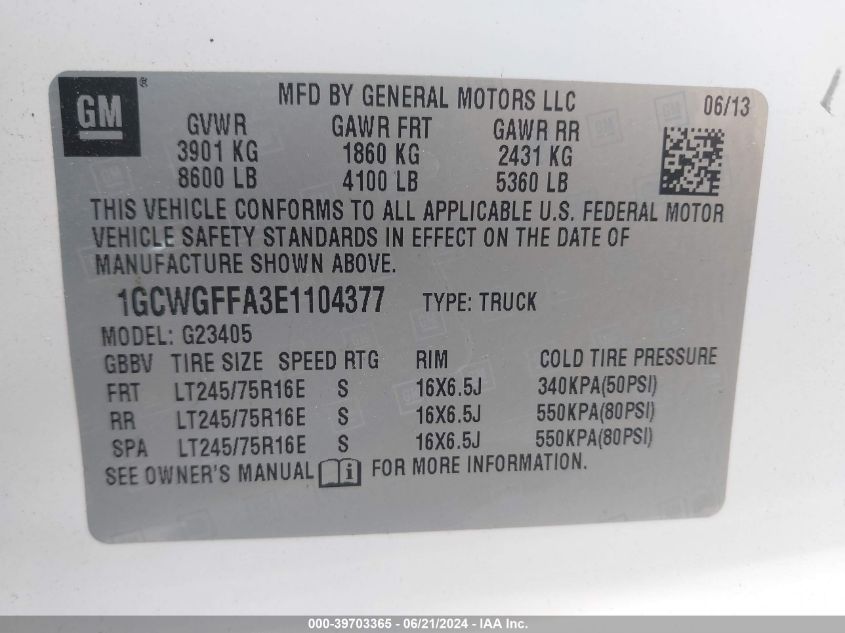 GM ® MFD BY GENERAL MOTORS LLC 06/13
GVWR GAWR FRT GAWR RR
3901 KG 1860 KG 2431 KG
8600 LB 4100 LB 5360 LB
THIS VEHICLE CONFORMS TO ALL APPLICABLE U.S. FEDERAL MOTOR
VEHICLE SAFETY STANDARDS IN EFFECT ON THE DATE OF
MANUFACTURE SHOWN ABOVE.
1GCWGFFA3E1104377 TYPE: TRUCK
MODEL: G23405
GBBV TIRE SIZE SPEED RTG RIM COLD TIRE PRESSURE
FRT LT245/75R16E S 16X6.5J 340KPA(50PSI)
RR LT245/75R16E S 16X6.5J 550KPA(80PSI)
SPA LT245/75R16E S 16X6.5J 550KPA(80PSI)
SEE OWNER'S MANUAL i FOR MORE INFORMATION.
000-39703365 - 06/21/2024 - IAA Inc.